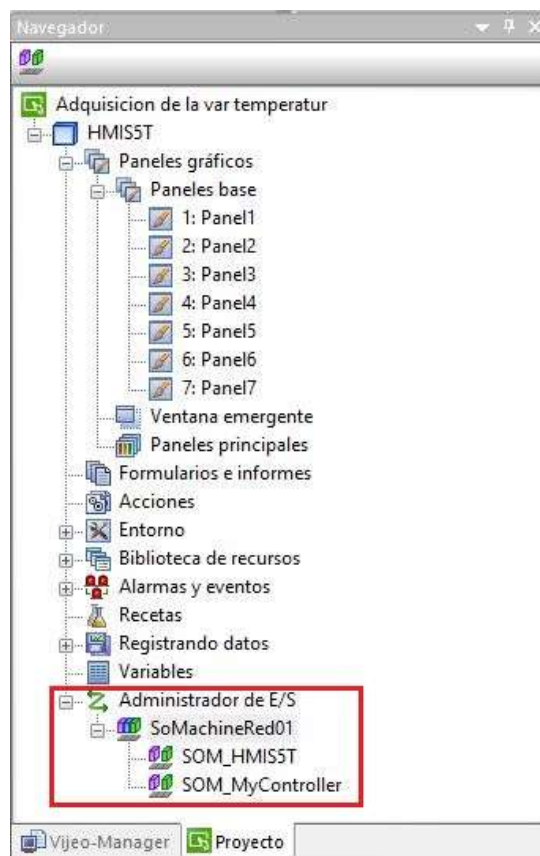 Navegador
Adquisicion de la var temperatur
HMIS5T
Paneles gráficos
Paneles base
1: Panel1
2: Panel2
3: Panel3
4: Panel4
5: Panel5
6: Panel6
7: Panel7
Ventana emergente
Paneles principales
Formularios e informes
Acciones
Entorno
Biblioteca de recursos
Alarmas y eventos
Recetas
Registrando datos
Variables
Administrador de E/S
SoMachineRed01
SOM_HMIS5T
SOM_MyController
Vijeo-Manager Proyecto